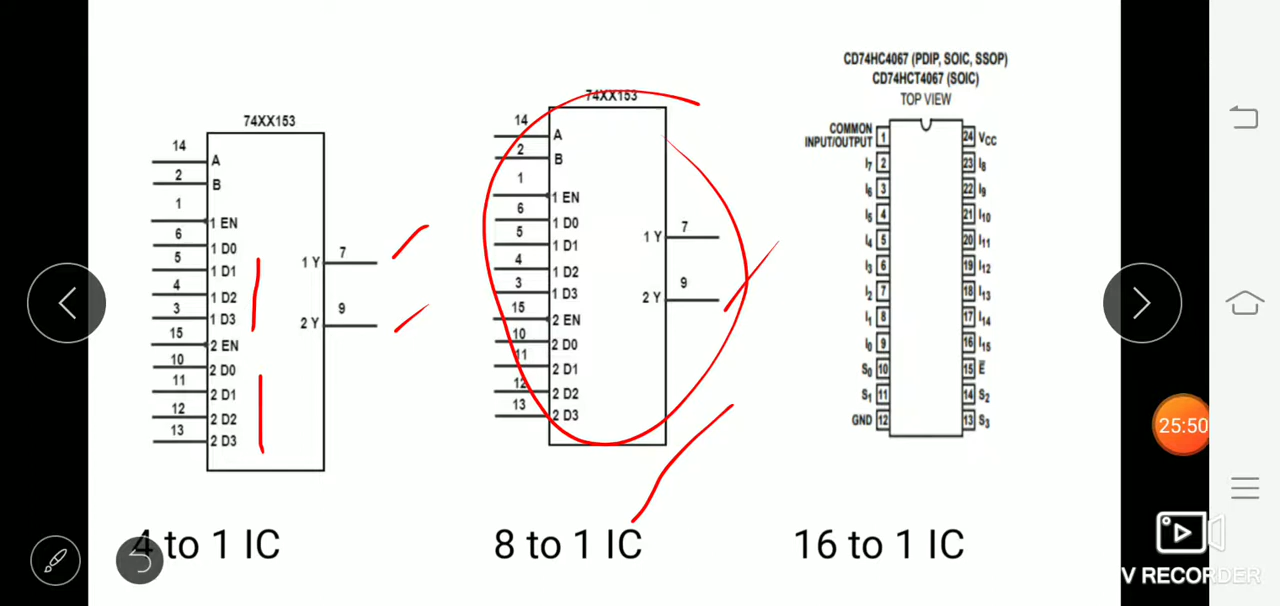 74XX153
14 A
2 B
1 1 EN
6 1 D0
5 1 D1
4 1 D2
3 1 D3
15 2 EN
10 2 D0
11 2 D1
12 2 D2
13 2 D3
1 Y 7
2 Y 9
4 to 1 IC
74XX153
14 A
2 B
1 1 EN
6 1 D0
5 1 D1
4 1 D2
3 1 D3
15 2 EN
10 2 D0
11 2 D1
12 2 D2
13 2 D3
1 Y 7
2 Y 9
8 to 1 IC
CD74HC4067 (PDIP, SOIC, SSOP)
CD74HCT4067 (SOIC)
TOP VIEW
COMMON
INPUT/OUTPUT 1 24 VCC
I7 2 23 I8
I6 3 22 I9
I5 4 21 I10
I4 5 20 I11
I3 6 19 I12
I2 7 18 I13
I1 8 17 I14
I0 9 16 I15
S0 10 15 E̅
S1 11 14 S2
GND 12 13 S3
16 to 1 IC
25:50
V RECORDER